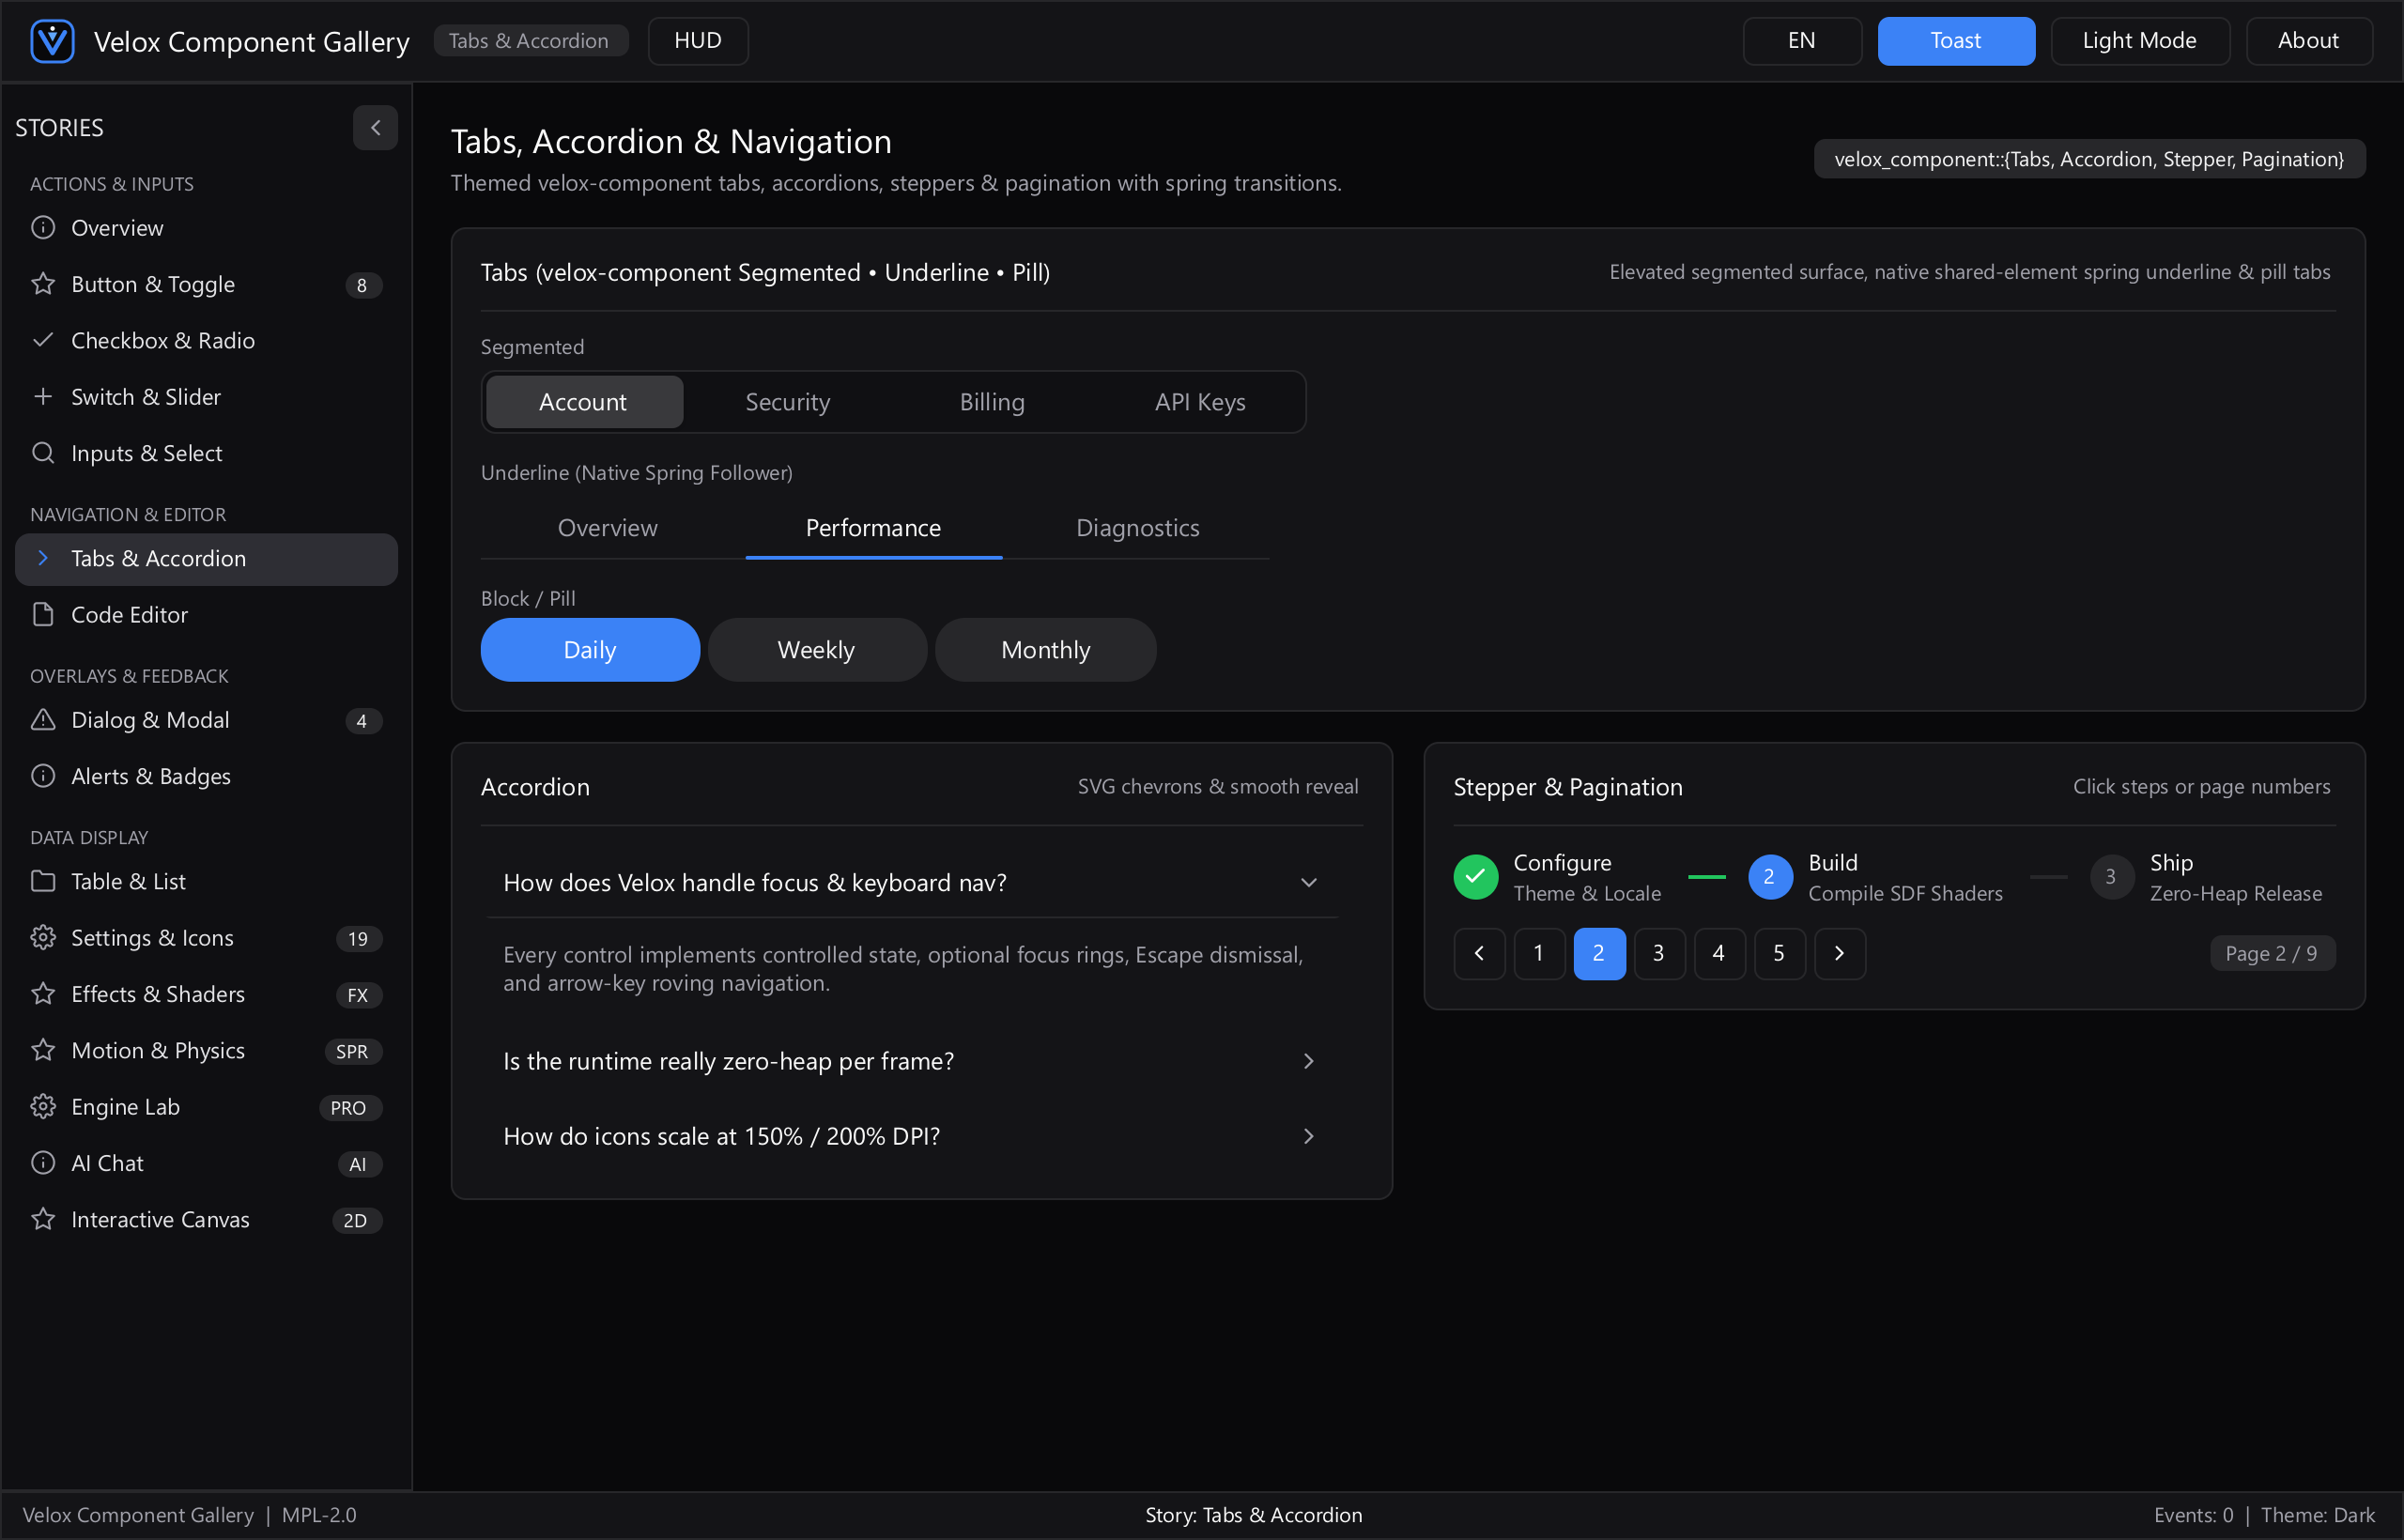 Velox Component Gallery
Tabs & Accordion
HUD
EN
Toast
Light Mode
About
STORIES
ACTIONS & INPUTS
Overview
Button & Toggle 8
Checkbox & Radio
Switch & Slider
Inputs & Select
NAVIGATION & EDITOR
Tabs & Accordion
Code Editor
OVERLAYS & FEEDBACK
Dialog & Modal 4
Alerts & Badges
DATA DISPLAY
Table & List
Settings & Icons 19
Effects & Shaders FX
Motion & Physics SPR
Engine Lab PRO
AI Chat AI
Interactive Canvas 2D
Tabs, Accordion & Navigation
Themed velox-component tabs, accordions, steppers & pagination with spring transitions.
velox_component::{Tabs, Accordion, Stepper, Pagination}
Tabs (velox-component Segmented • Underline • Pill)
Elevated segmented surface, native shared-element spring underline & pill tabs
Segmented
Account Security Billing API Keys
Underline (Native Spring Follower)
Overview Performance Diagnostics
Block / Pill
Daily Weekly Monthly
Accordion
SVG chevrons & smooth reveal
How does Velox handle focus & keyboard nav?
Every control implements controlled state, optional focus rings, Escape dismissal,
and arrow-key roving navigation.
Is the runtime really zero-heap per frame?
How do icons scale at 150% / 200% DPI?
Stepper & Pagination
Click steps or page numbers
Configure
Theme & Locale
2
Build
Compile SDF Shaders
3
Ship
Zero-Heap Release
1 2 3 4 5
Page 2 / 9
Velox Component Gallery | MPL-2.0
Story: Tabs & Accordion
Events: 0 | Theme: Dark